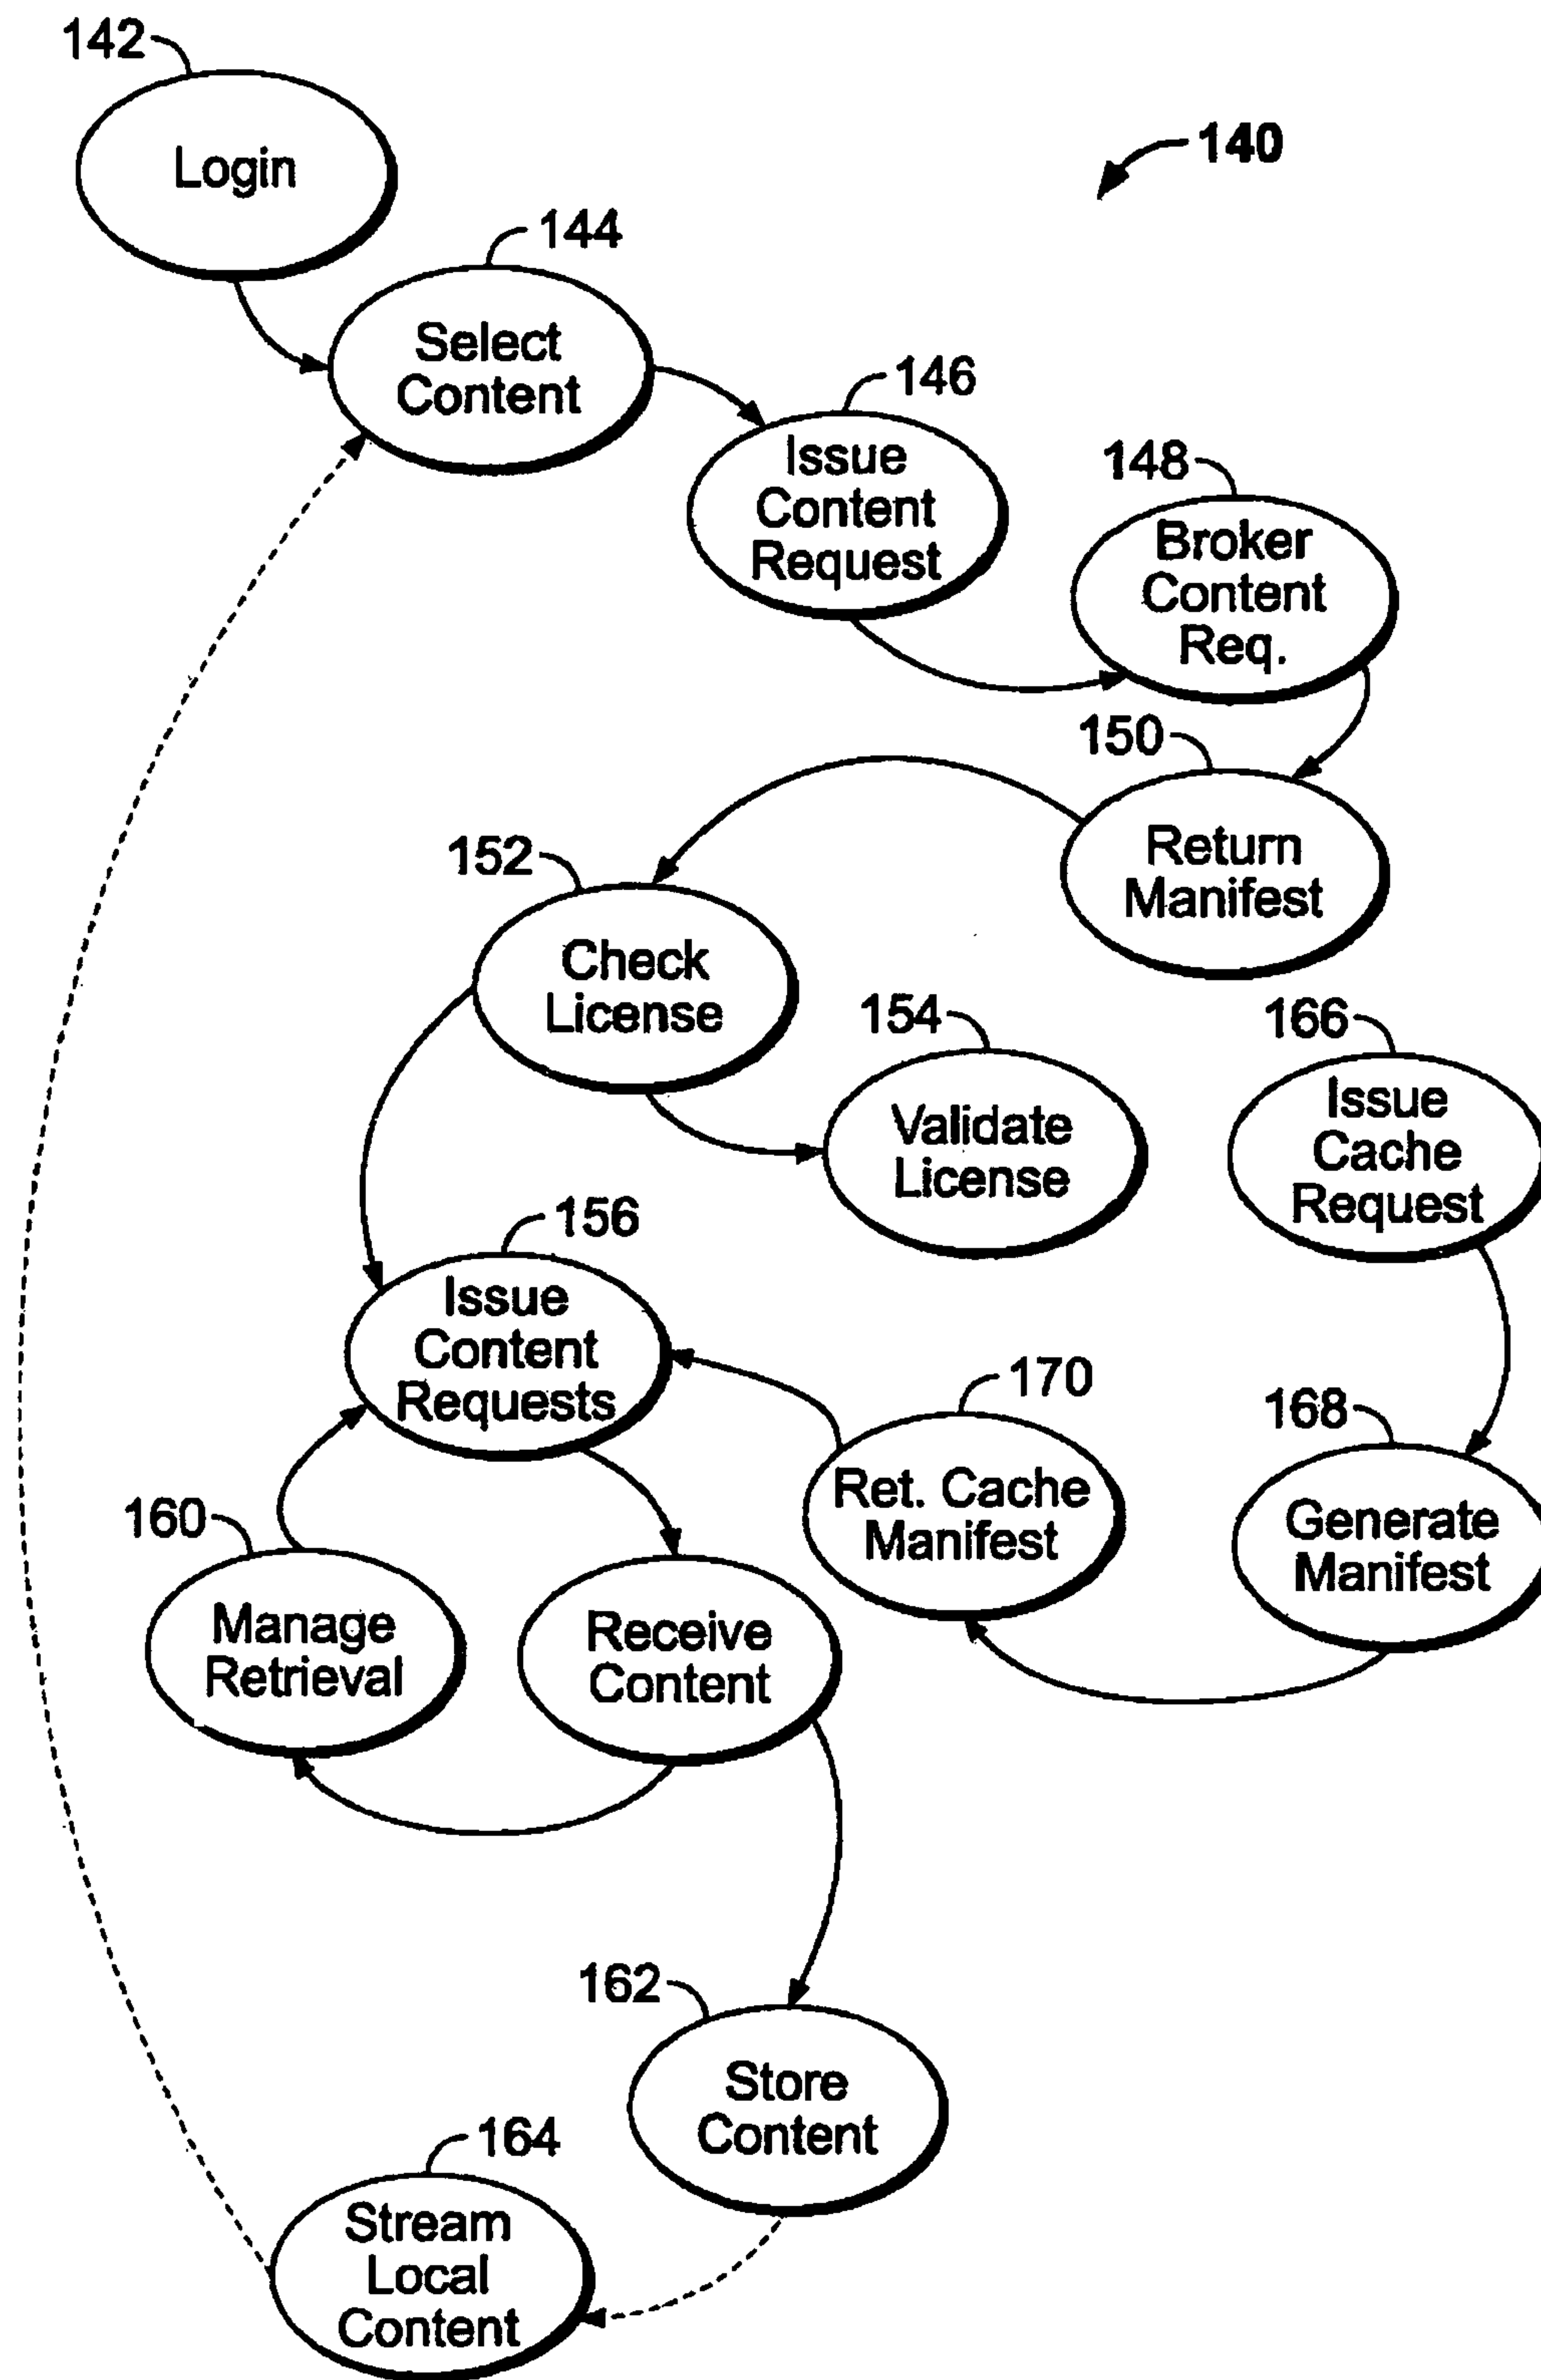 142
Login
140
144
Select
Content
146
Issue
Content
Request
148
Broker
Content
Req.
150
Return
Manifest
152
Check
License
154
Validate
License
166
Issue
Cache
Request
156
Issue
Content
Requests
170
Ret. Cache
Manifest
168
Generate
Manifest
160
Manage
Retrieval
Receive
Content
162
Store
Content
164
Stream
Local
Content